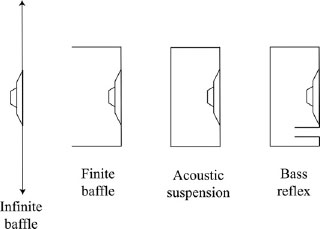 Infinite
baffle
Finite
baffle
Acoustic
suspension
Bass
reflex